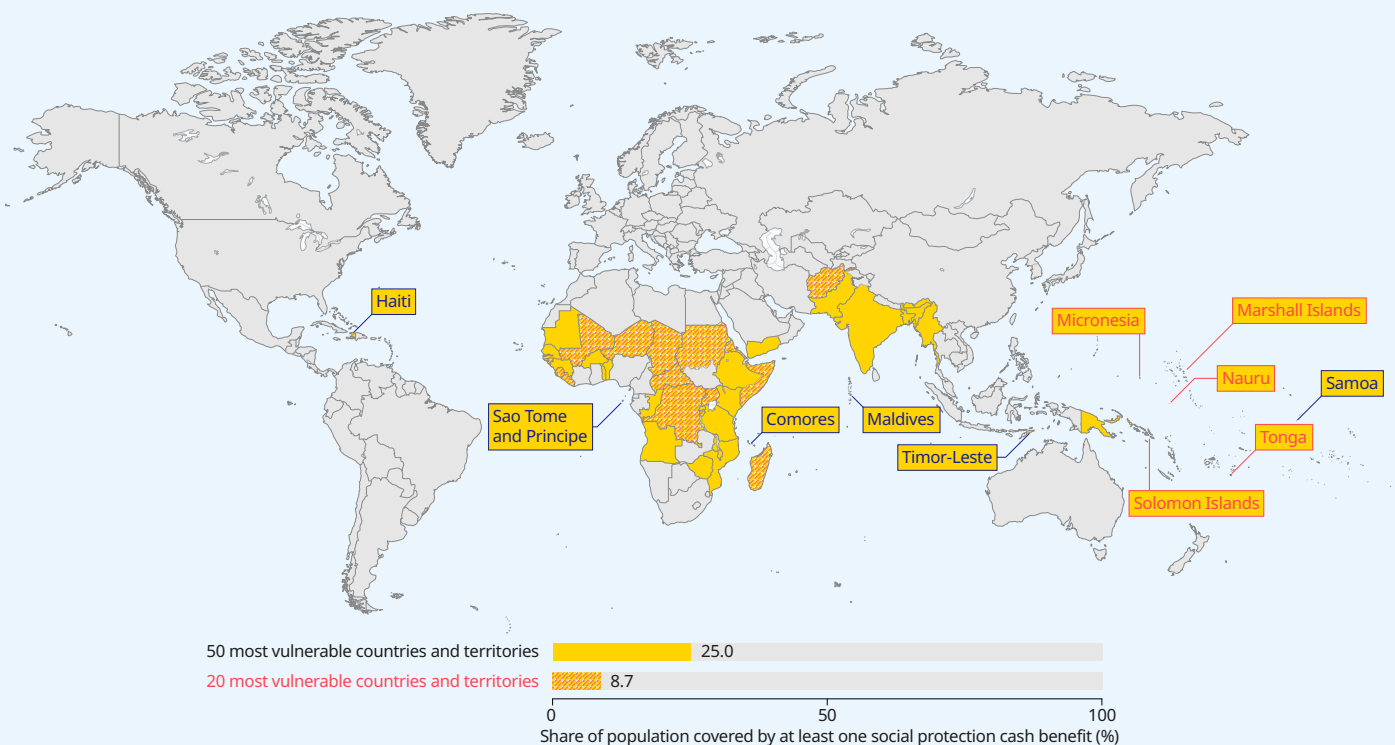 Haiti
Marshall Islands
Micronesia
Nauru
Samoa
Sao Tome
and Principe
Comores
Maldives
Tonga
Timor-Leste
Solomon Islands
50 most vulnerable countries and territories 25.0
20 most vulnerable countries and territories 8.7
0 50 100
Share of population covered by at least one social protection cash benefit (%)